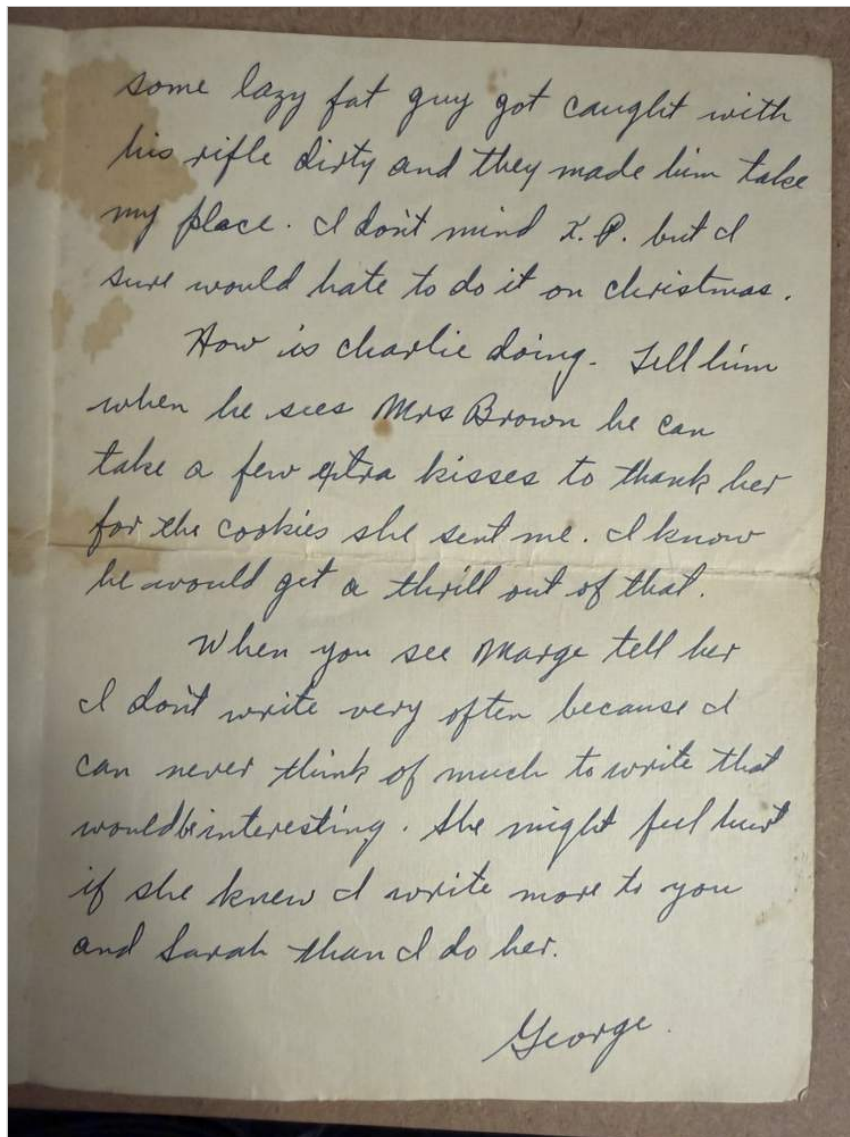 some lazy fat guy got caught with
his rifle dirty and they made him take
my place. I don't mind K.P. but I
sure would hate to do it on christmas.
How is charlie doing. Tell him
when he sees Mrs Brown he can
take a few extra kisses to thank her
for the cookies she sent me. I know
he would get a thrill out of that.
When you see Marge tell her
I don't write very often because I
can never think of much to write that
would be interesting. She might feel hurt
if she knew I write more to you
and Sarah than I do her.
George.